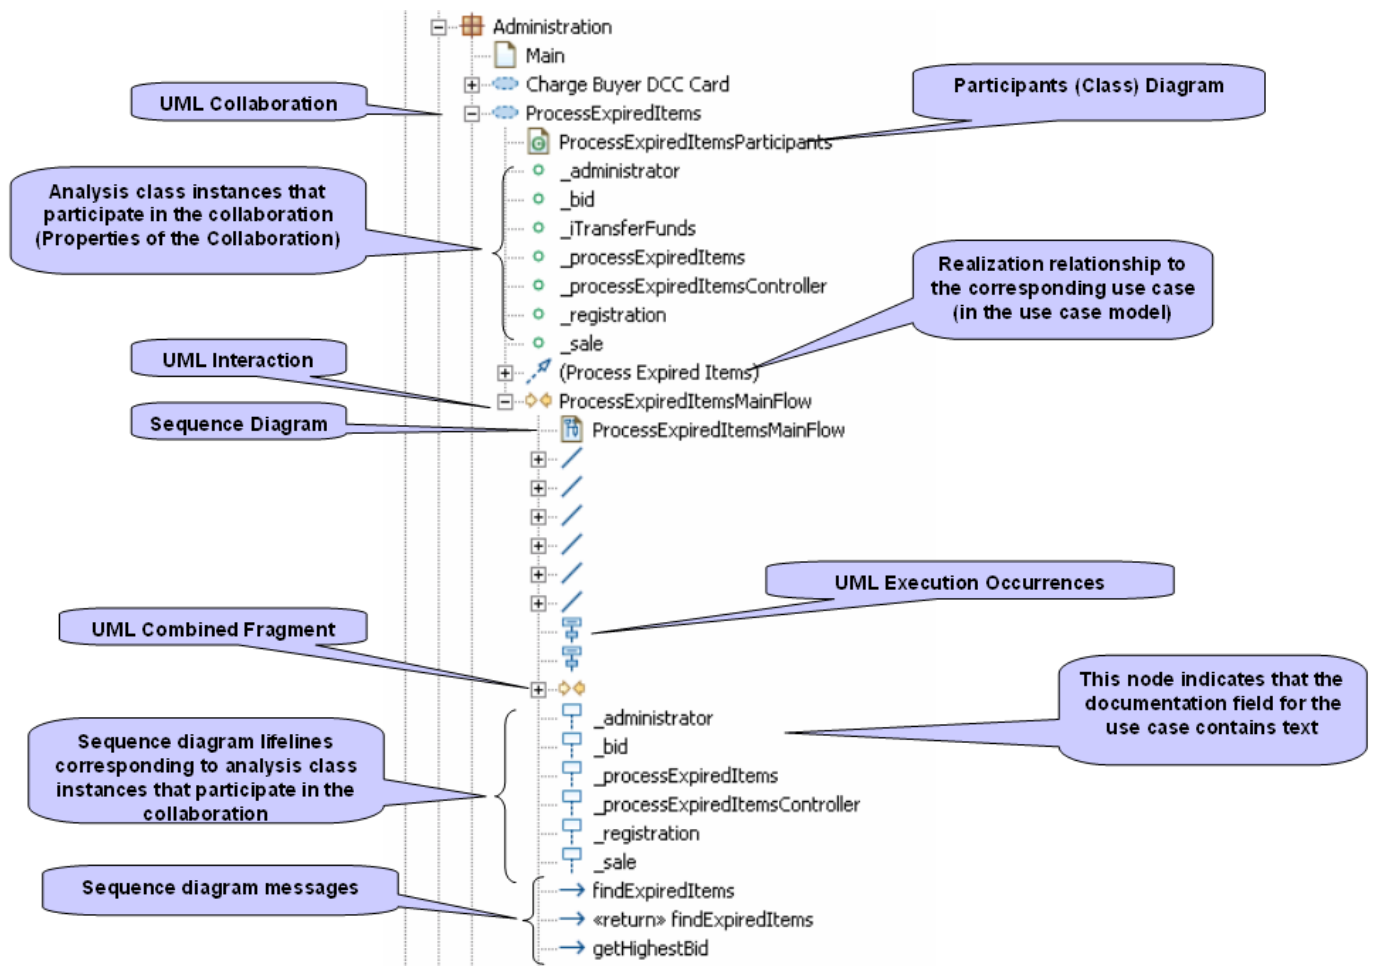 Administration
Main
Charge Buyer DCC Card
ProcessExpiredItems
ProcessExpiredItemsParticipants
_administrator
_bid
_iTransferFunds
_processExpiredItems
_processExpiredItemsController
_registration
_sale
(Process Expired Items)
ProcessExpiredItemsMainFlow
ProcessExpiredItemsMainFlow
_administrator
_bid
_processExpiredItems
_processExpiredItemsController
_registration
_sale
findExpiredItems
«return» findExpiredItems
getHighestBid
UML Collaboration
Analysis class instances that
participate in the collaboration
(Properties of the Collaboration)
UML Interaction
Sequence Diagram
UML Combined Fragment
Sequence diagram lifelines
corresponding to analysis class
instances that participate in the
collaboration
Sequence diagram messages
Participants (Class) Diagram
Realization relationship to
the corresponding use case
(in the use case model)
UML Execution Occurrences
This node indicates that the
documentation field for the
use case contains text